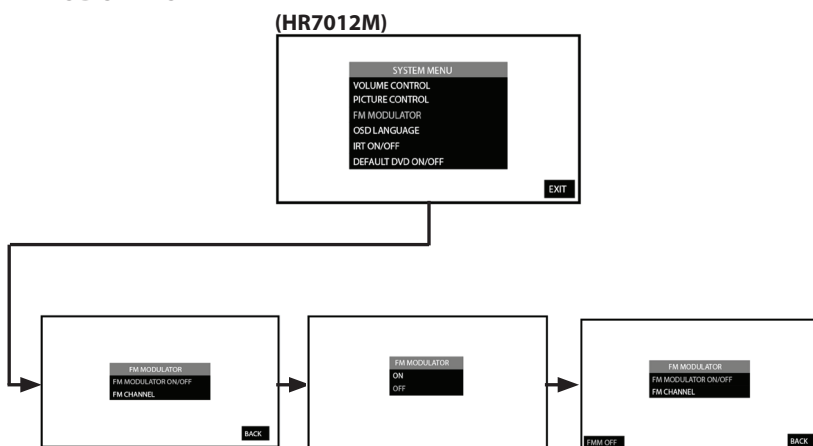 (HR7012M)
SYSTEM MENU
VOLUME CONTROL
PICTURE CONTROL
FM MODULATOR
OSD LANGUAGE
IRT ON/OFF
DEFAULT DVD ON/OFF
EXIT
FM MODULATOR
FM MODULATOR ON/OFF
FM CHANNEL
BACK
FM MODULATOR
ON
OFF
FM MODULATOR
FM MODULATOR ON/OFF
FM CHANNEL
FMM OFF
BACK